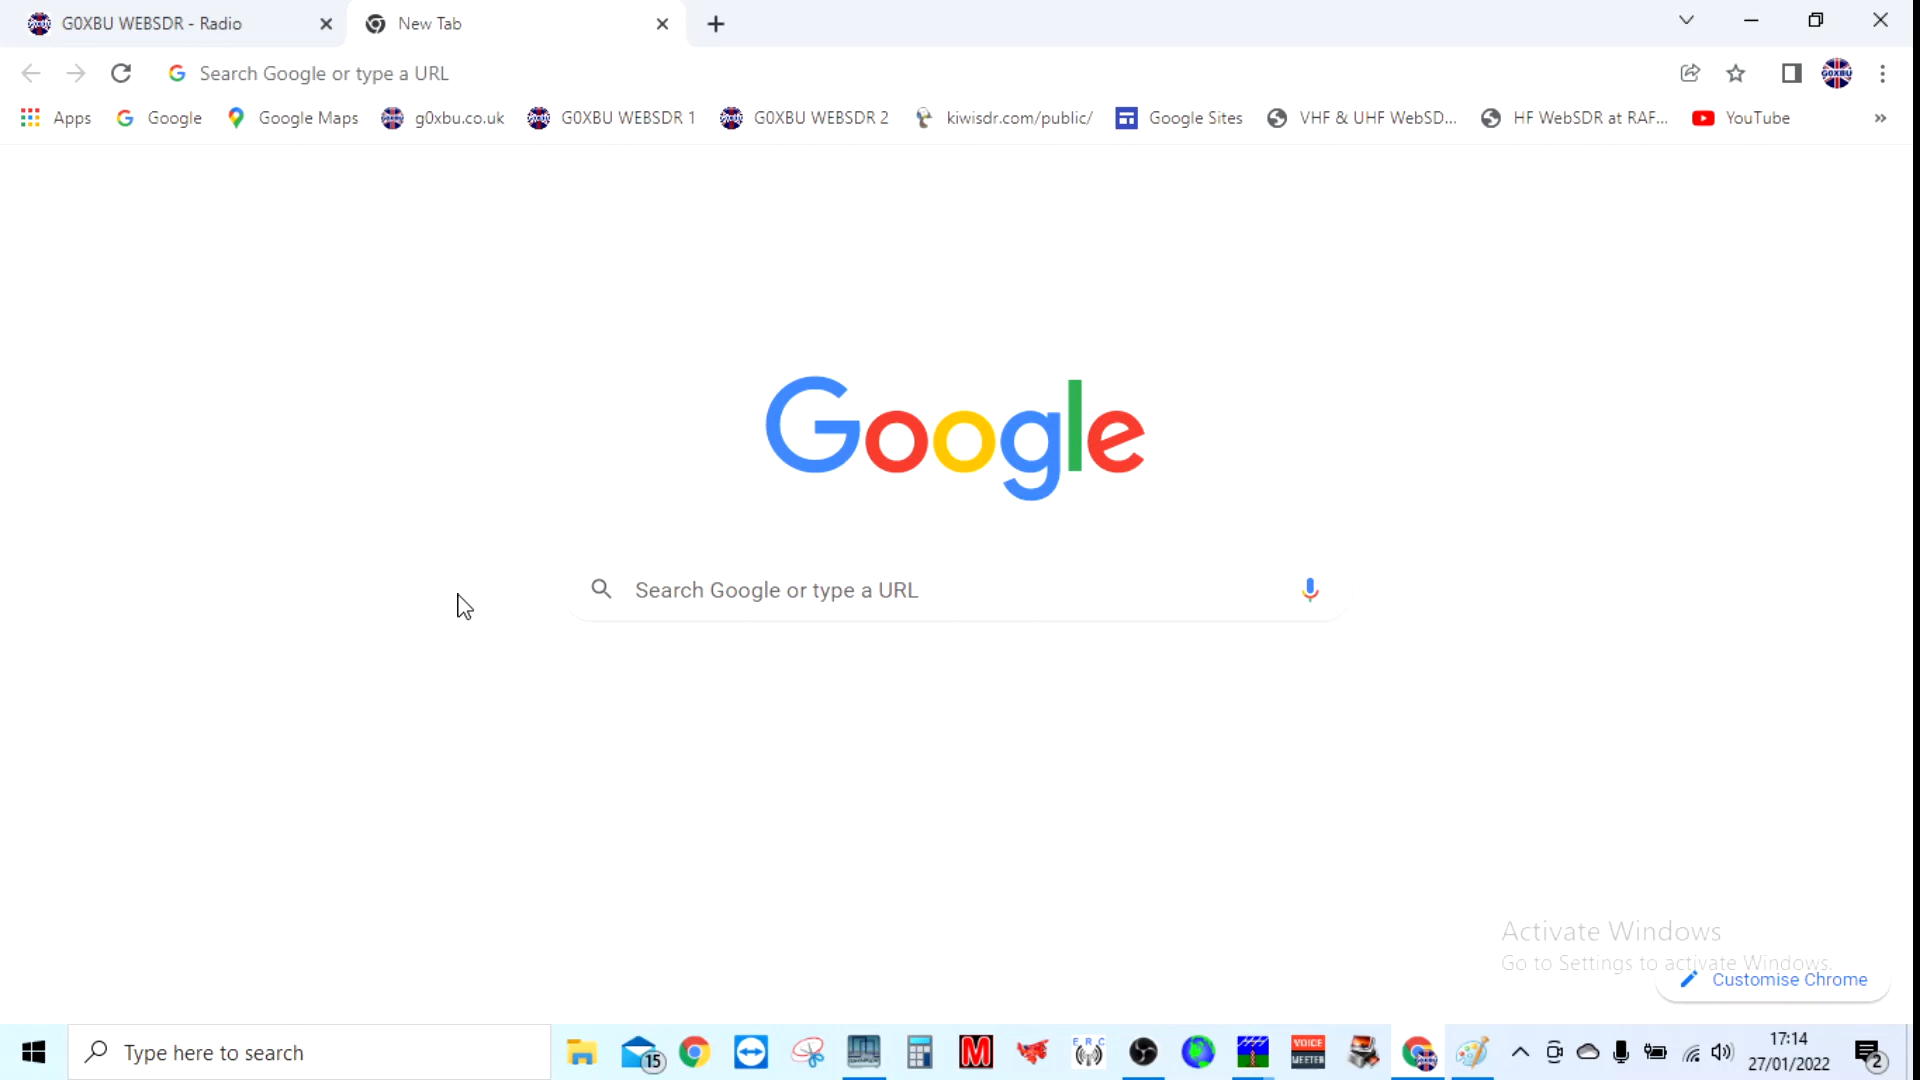 G0XBU WEBSDR - Radio
New Tab
Search Google or type a URL
G0XBU
Apps
Google
Google Maps
g0xbu.co.uk
G0XBU WEBSDR 1
G0XBU WEBSDR 2
kiwisdr.com/public/
Google Sites
VHF & UHF WebSD...
HF WebSDR at RAF...
YouTube
Google
Search Google or type a URL
Activate Windows
Go to Settings to activate Windows.
Customise Chrome
Type here to search
15
M
E R C
VOICE
MEETER
17:14
27/01/2022
2